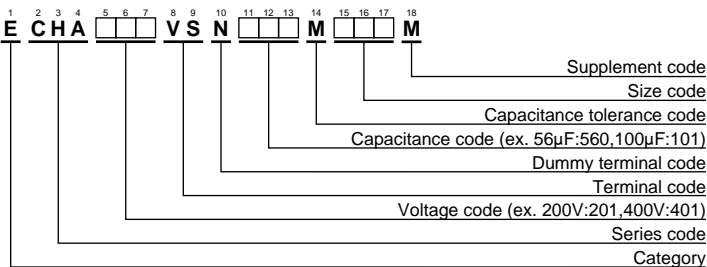 1 2 3 4 5 6 7 8 9 10 11 12 13 14 15 16 17 18
E CHA VS N M M
Supplement code
Size code
Capacitance tolerance code
Capacitance code (ex. 56µF:560,100µF:101)
Dummy terminal code
Terminal code
Voltage code (ex. 200V:201,400V:401)
Series code
Category